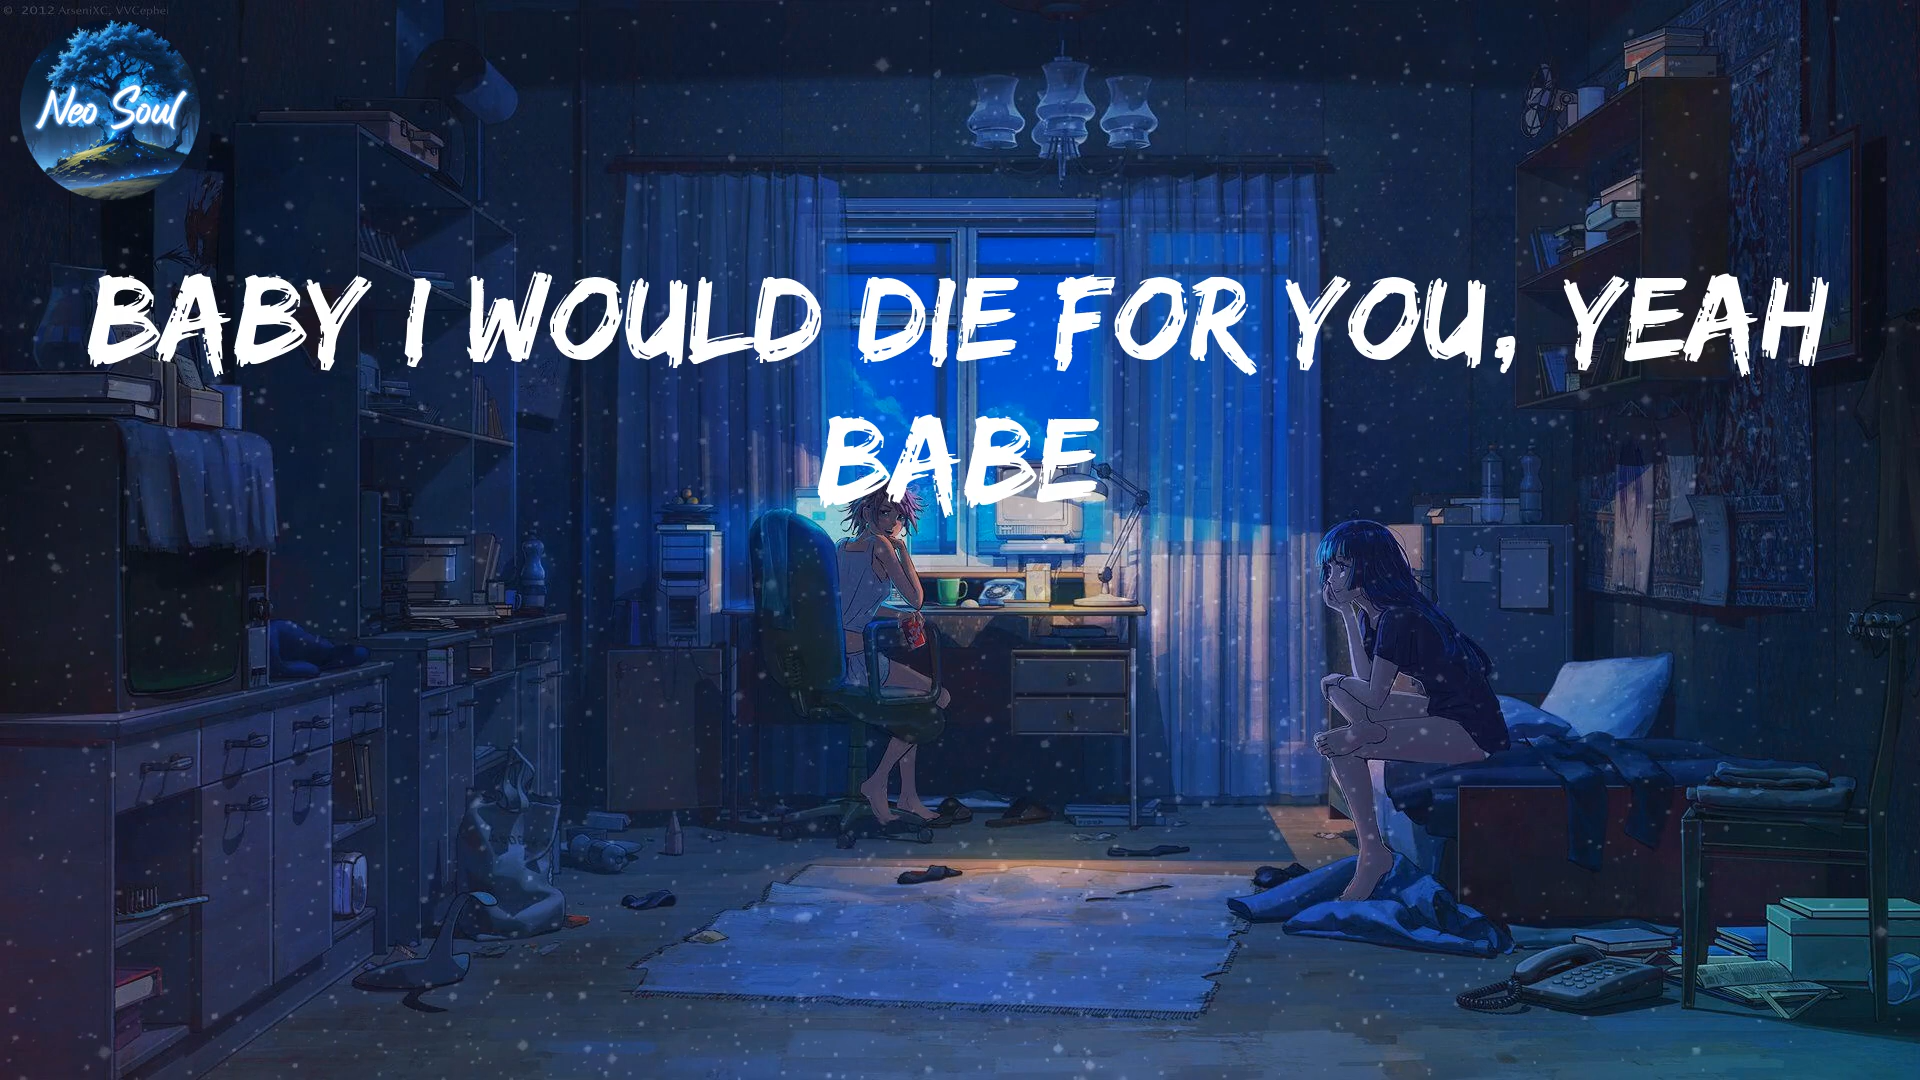 © 2012 ArseniXC, VVCephei
Neo Soul
BABY I WOULD DIE FOR YOU, YEAH
BABE